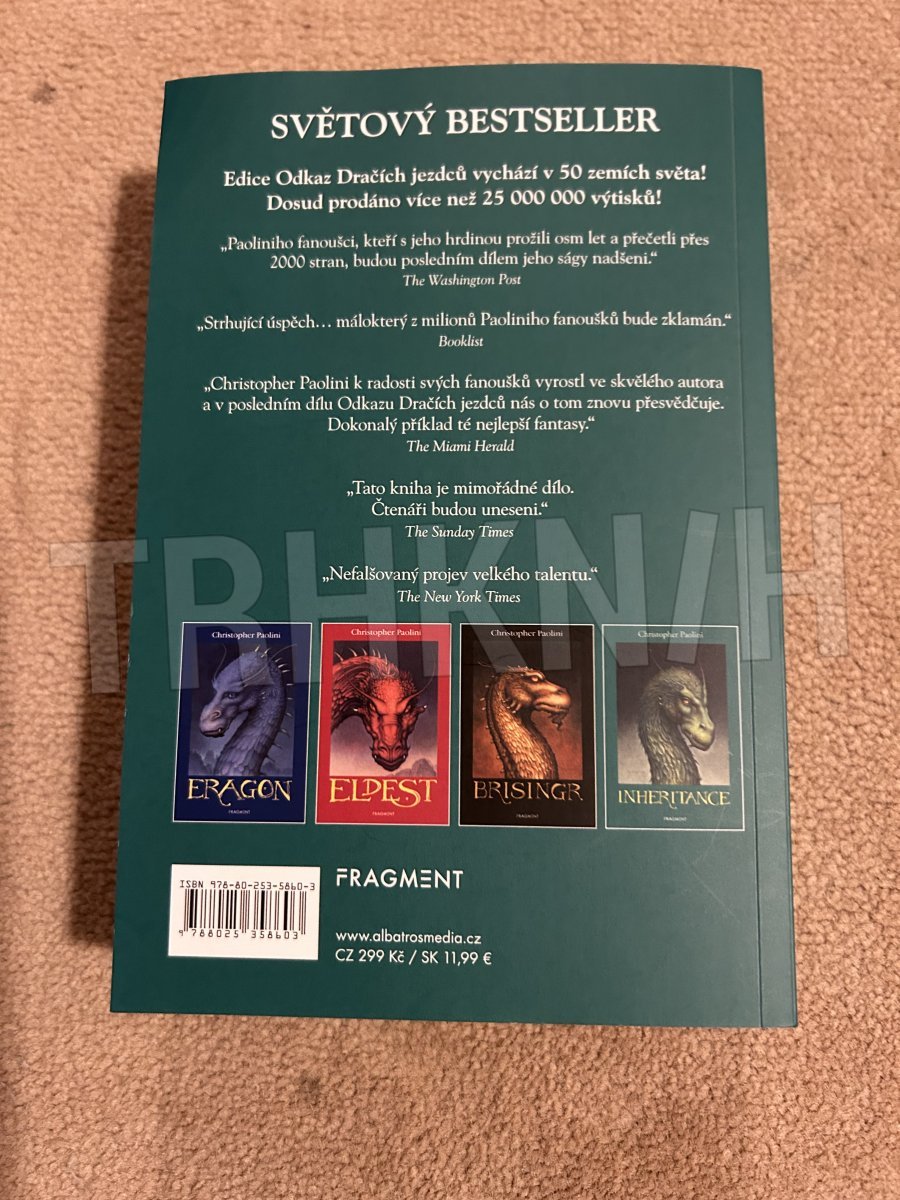 SVĚTOVÝ BESTSELLER
Edice Odkaz Dračích jezdců vychází v 50 zemích světa!
Dosud prodáno více než 25 000 000 výtisků!
„Paoliniho fanoušci, kteří s jeho hrdinou prožili osm let a přečetli přes
2000 stran, budou posledním dílem jeho ságy nadšeni.“
The Washington Post
„Strhující úspěch… málokterý z milionů Paoliniho fanoušků bude zklamán.“
Booklist
„Christopher Paolini k radosti svých fanoušků vyrostl ve skvělého autora
a v posledním dílu Odkazu Dračích jezdců nás o tom znovu přesvědčuje.
Dokonalý příklad té nejlepší fantasy.“
The Miami Herald
„Tato kniha je mimořádné dílo.
Čtenáři budou uneseni.“
The Sunday Times
TRHKNI
„Nefalšovaný projev velkého talentu.“
The New York Times
Christopher Paolini
ERAGON
FRAGMENT
Christopher Paolini
ELDEST
FRAGMENT
Christopher Paolini
BRISINGR
FRAGMENT
Christopher Paolini
INHERITANCE
FRAGMENT
ISBN 978-80-253-5860-3
9 788025 358603
FRAGMENT
www.albatrosmedia.cz
CZ 299 Kč / SK 11,99 €